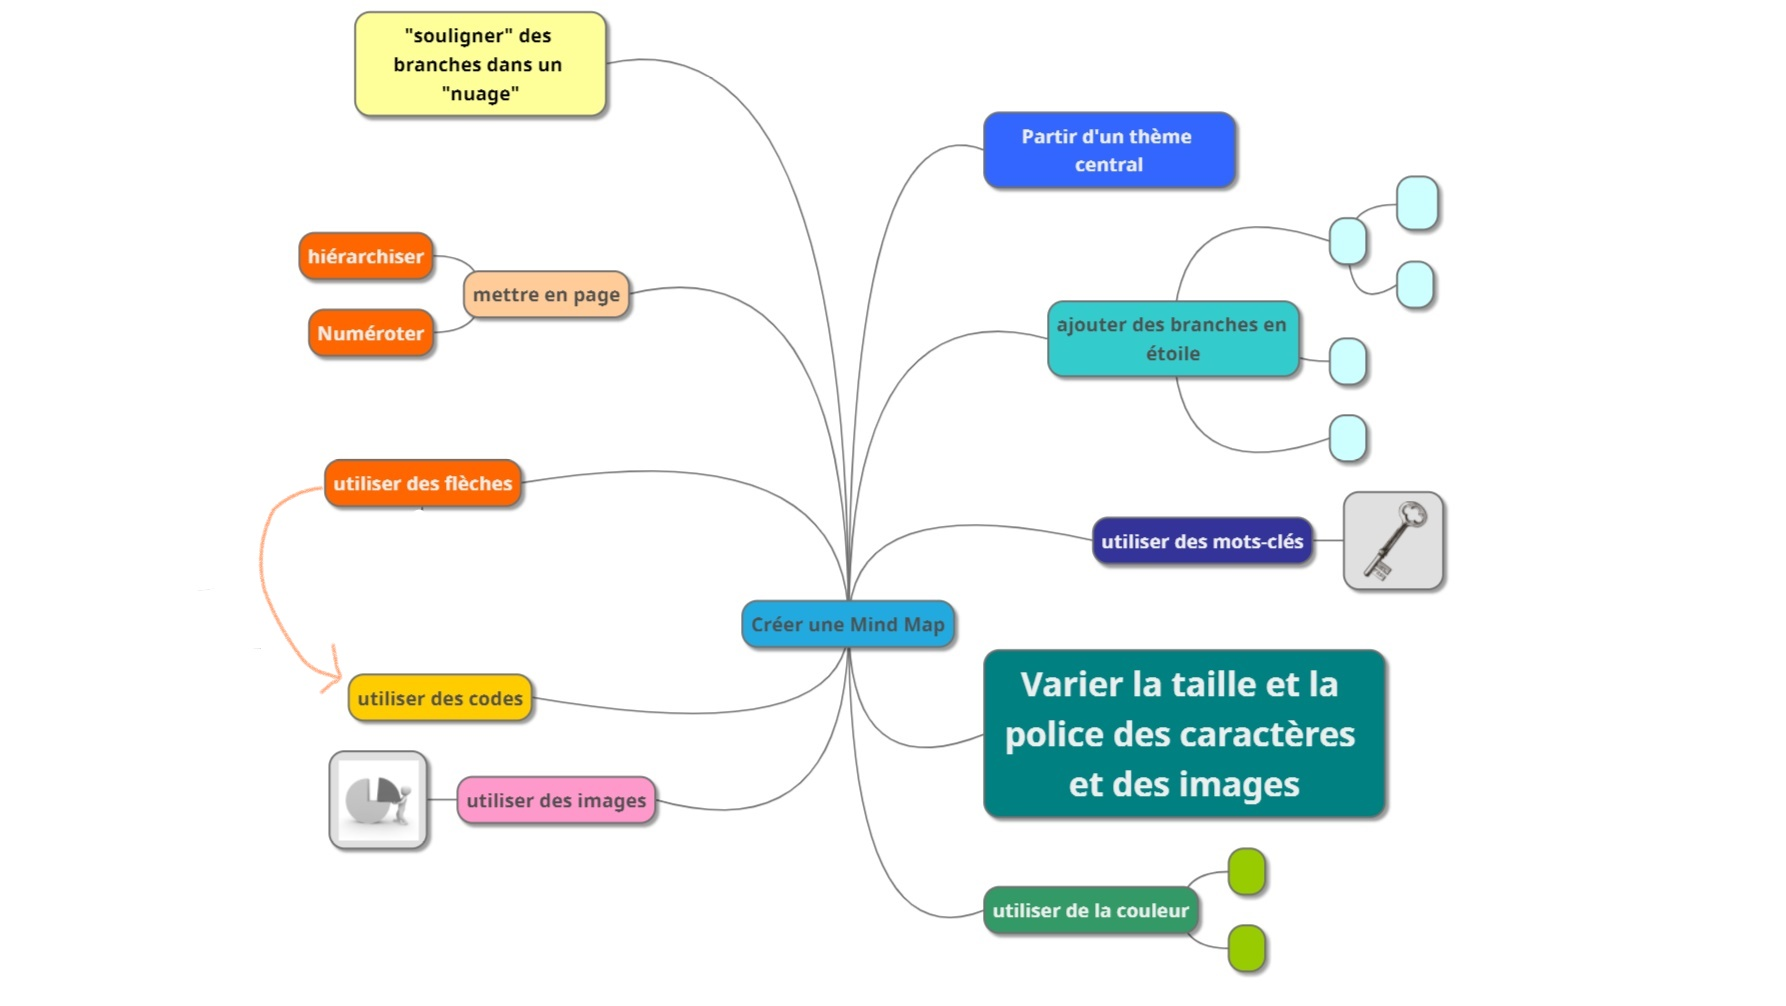 "souligner" des
branches dans un
"nuage"
Partir d'un thème
central
hiérarchiser
mettre en page
Numéroter
ajouter des branches en
étoile
utiliser des flèches
utiliser des mots-clés
Créer une Mind Map
utiliser des codes
Varier la taille et la
police des caractères
et des images
utiliser des images
utiliser de la couleur